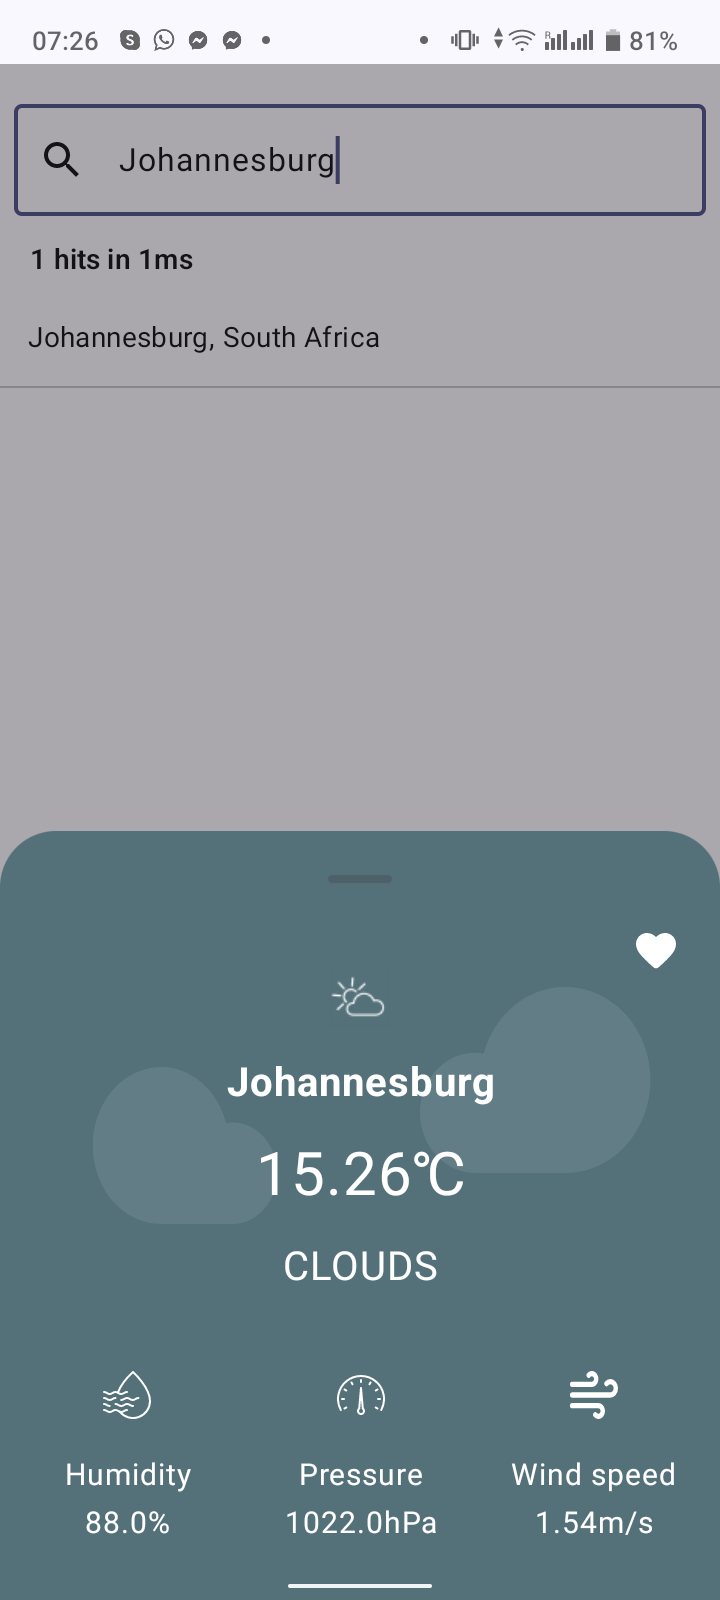 07:26 81%
Johannesburg
1 hits in 1ms
Johannesburg, South Africa
Johannesburg
15.26℃
CLOUDS
Humidity Pressure Wind speed
88.0% 1022.0hPa 1.54m/s